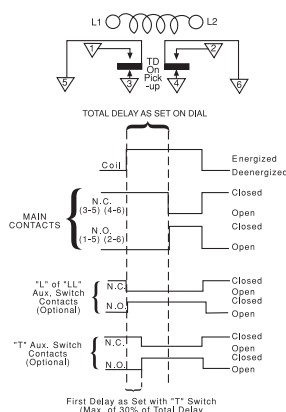 L1 L2
1 2
TD
On
Pick
-up
5 3 4 6
TOTAL DELAY AS SET ON DIAL
Coil
Energized
Deenergized
MAIN
CONTACTS
N.C.
(3-5) (4-6)
Closed
Open
N.O.
(1-5) (2-6)
Closed
Open
"L" of "LL"
Aux. Switch
Contacts
(Optional)
N.C.
Closed
Open
N.O.
Closed
Open
"T" Aux. Switch
Contacts
(Optional)
N.C.
Closed
Open
N.O.
Closed
Open
First Delay as Set with "T" Switch
(Max. of 30% of Total Delay